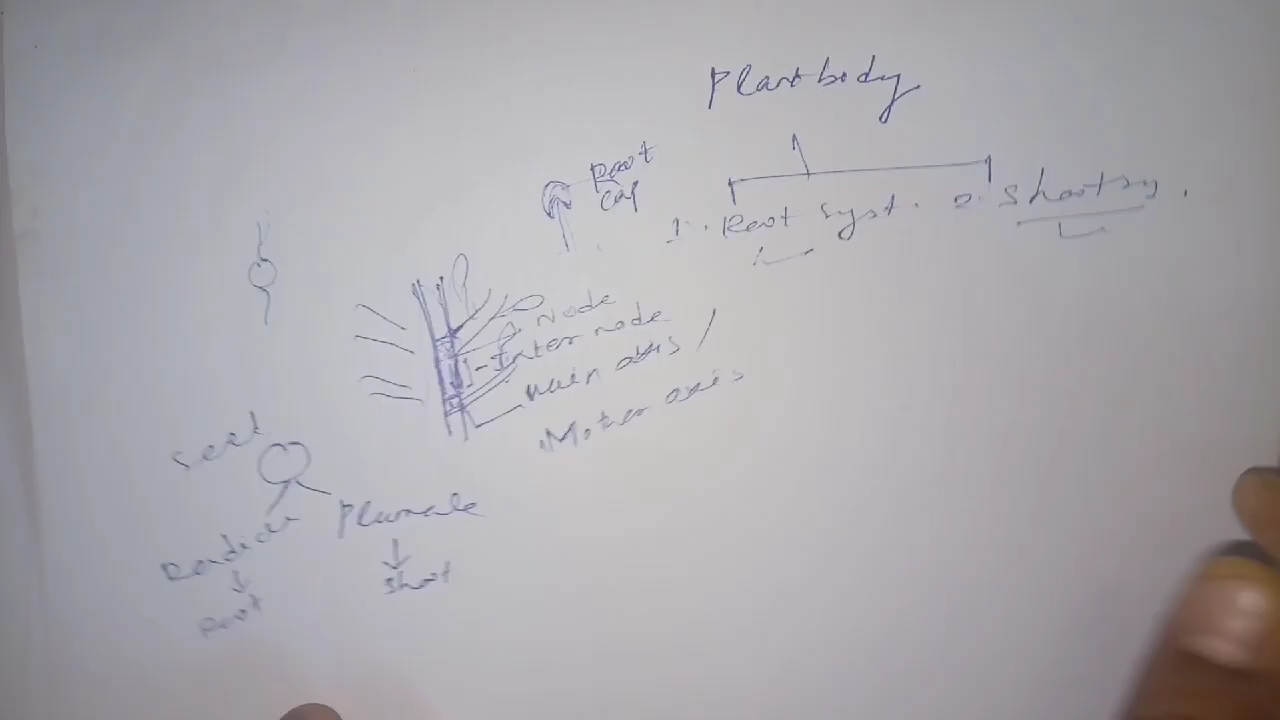 Plant body
1. Root Syst. 2. Shoot sy.
Root
cap
Node
Inter node
Main axis /
Mother axis
Seed
Plumule
Shoot
Radicle
Root